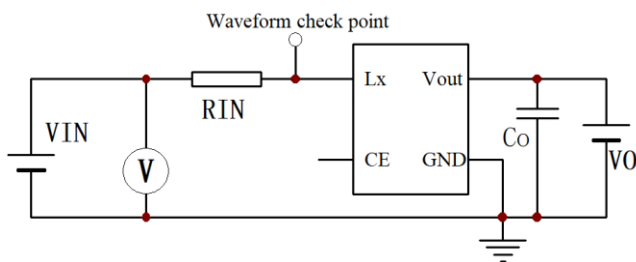 Waveform check point
Lx Vout
RIN
VIN
V
CE GND
Co
VO